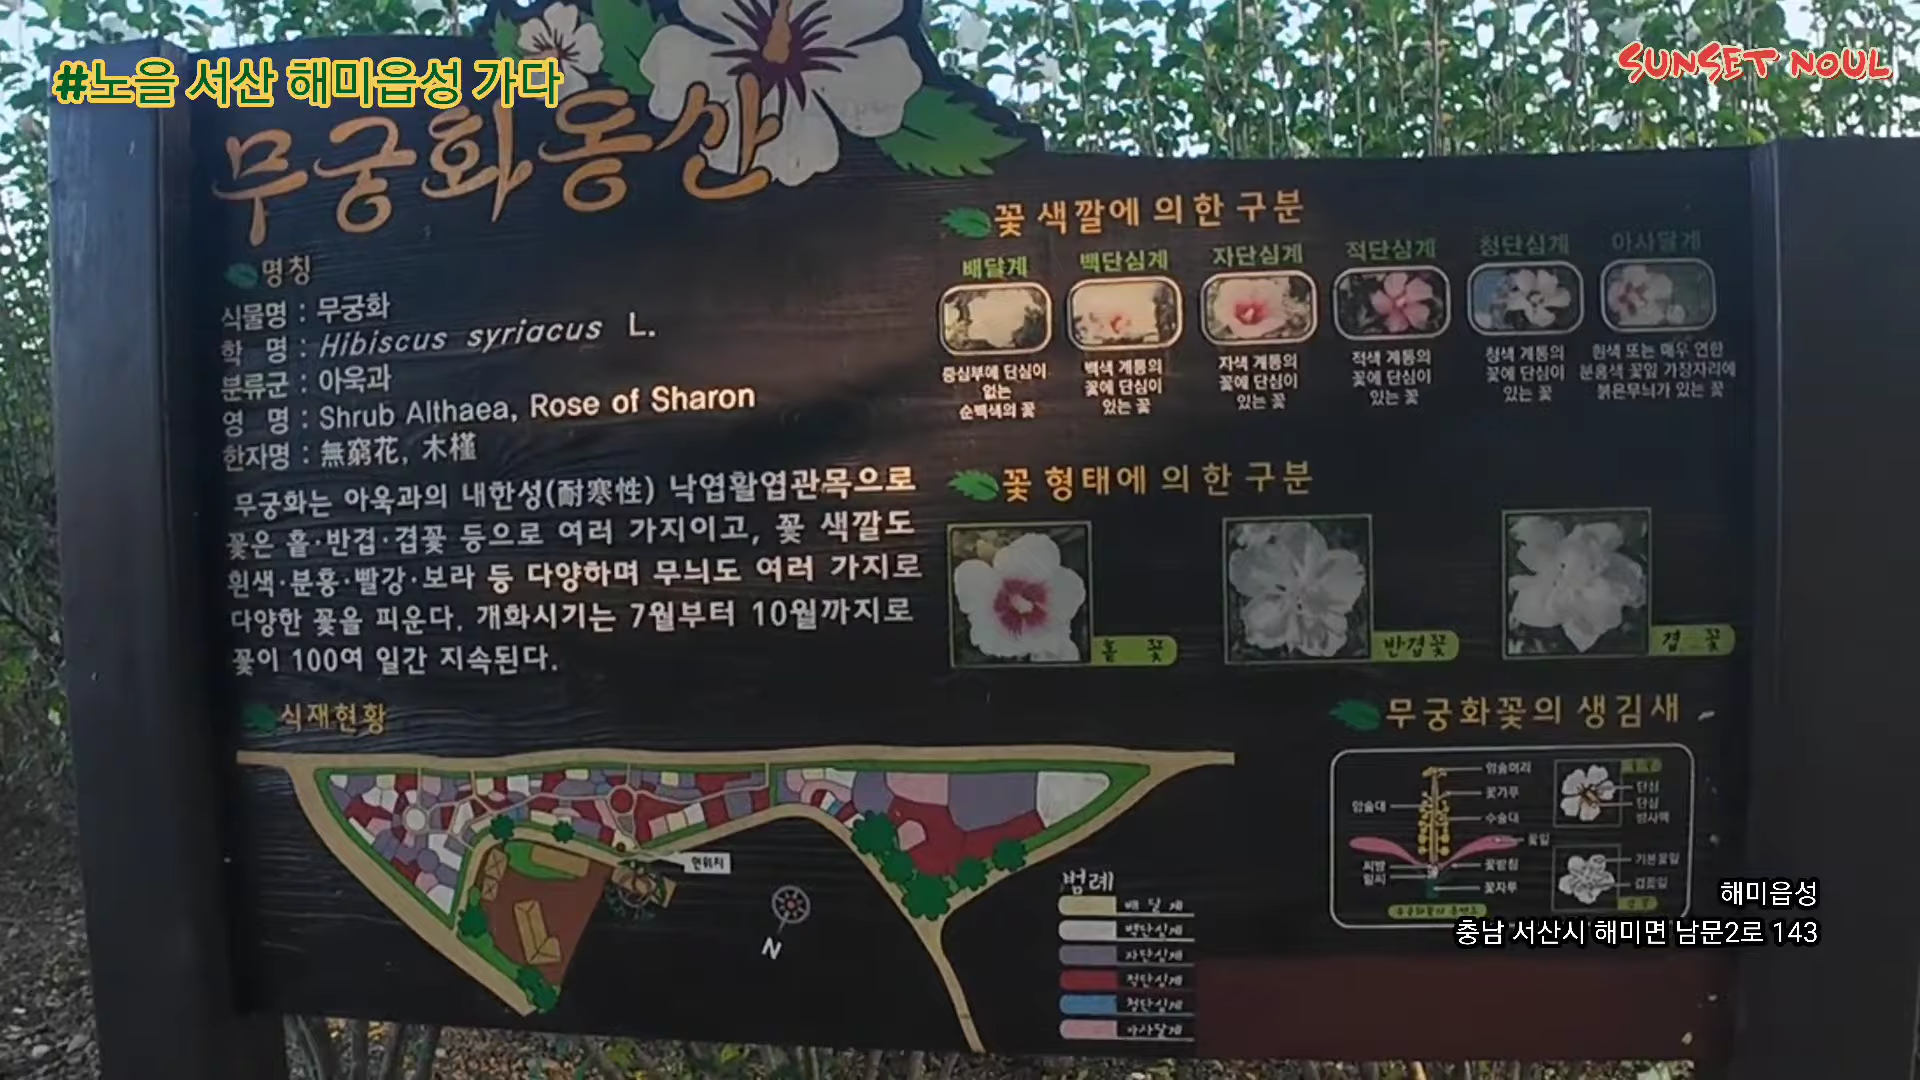 #노을 서산 해미읍성 가다
SUNSET NOUL
무궁화동산
명칭
식물명 : 무궁화
학 명 : Hibiscus syriacus L.
분류군 : 아욱과
영 명 : Shrub Althaea, Rose of Sharon
한자명 : 無窮花, 木槿
무궁화는 아욱과의 내한성(耐寒性) 낙엽활엽관목으로
꽃은 홑·반겹·겹꽃 등으로 여러 가지이고, 꽃 색깔도
흰색·분홍·빨강·보라 등 다양하며 무늬도 여러 가지로
다양한 꽃을 피운다. 개화시기는 7월부터 10월까지로
꽃이 100여 일간 지속된다.
식재현황
현위치
N
범례
배달계
백단심계
자단심계
적단심계
청단심계
아사달계
꽃 색깔에 의한 구분
배달계
중심부에 단심이
없는
순백색의 꽃
백단심계
백색 계통의
꽃에 단심이
있는 꽃
자단심계
자색 계통의
꽃에 단심이
있는 꽃
적단심계
적색 계통의
꽃에 단심이
있는 꽃
청단심계
청색 계통의
꽃에 단심이
있는 꽃
아사달계
흰색 또는 매우 연한
분홍색 꽃잎 가장자리에
붉은무늬가 있는 꽃
꽃 형태에 의한 구분
홑 꽃
반겹꽃
겹 꽃
무궁화꽃의 생김새
암술머리
꽃가루
암술대
수술대
꽃잎
씨방
밑씨
꽃받침
꽃자루
단심
단심
방사맥
기본꽃잎
겹꽃잎
해미읍성
충남 서산시 해미면 남문2로 143